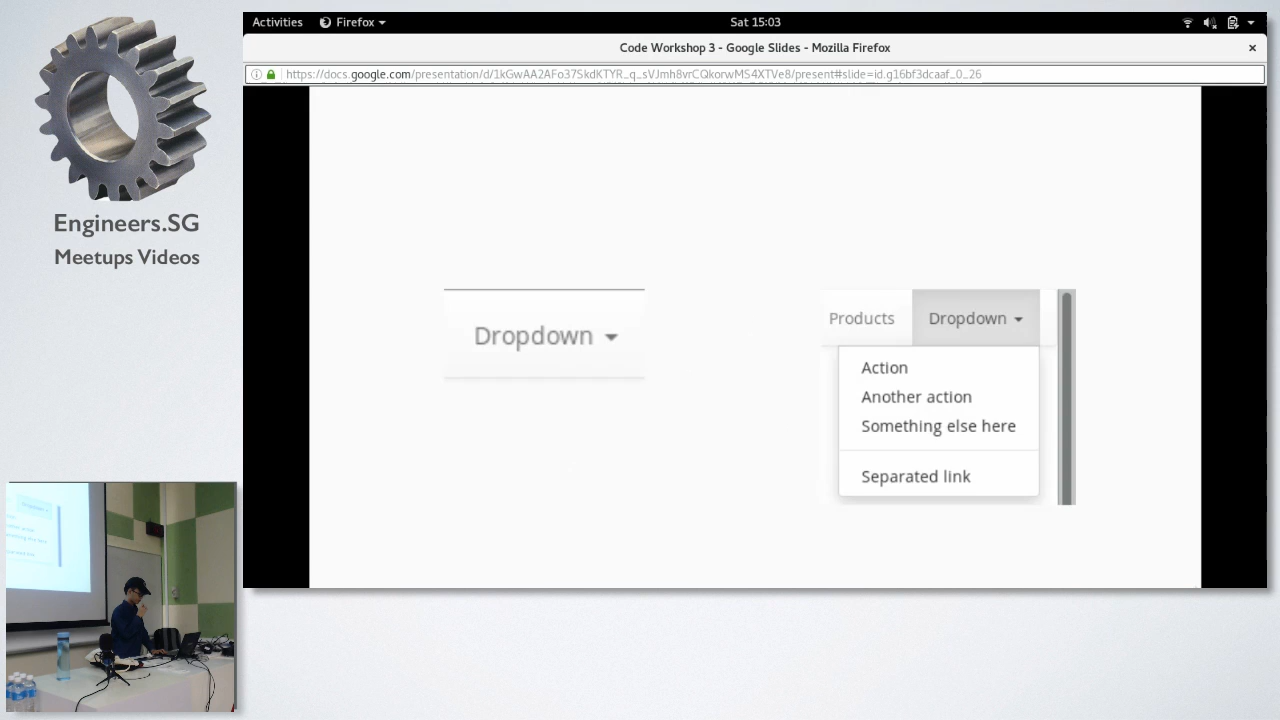 Activities
Firefox
Sat 15:03
Code Workshop 3 - Google Slides - Mozilla Firefox
https://docs.google.com/presentation/d/1kGwAA2AFo37SkdKTYR_q_sVJmh8vrCQkorwMS4XTVe8/present#slide=id.g16bf3dcaaf_0_26
Engineers.SG
Meetups Videos
Dropdown
Products
Dropdown
Action
Another action
Something else here
Separated link